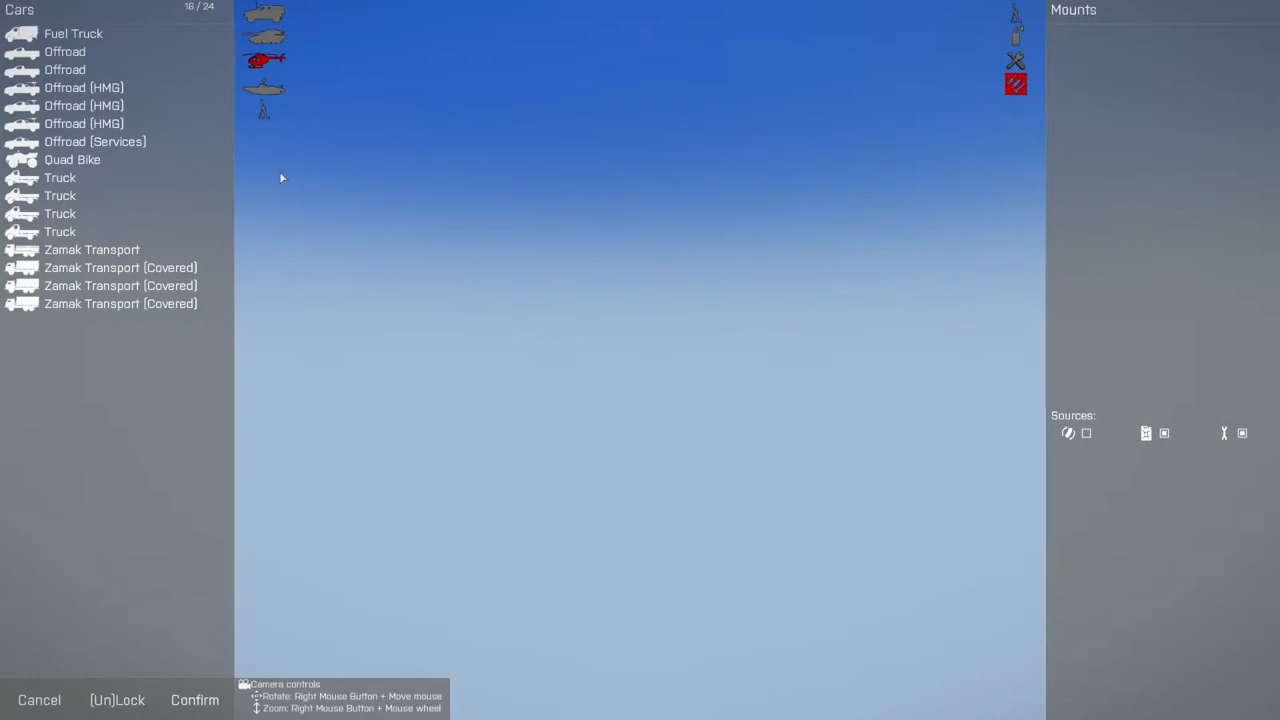 Cars
16 / 24
Fuel Truck
Offroad
Offroad
Offroad (HMG)
Offroad (HMG)
Offroad (HMG)
Offroad (Services)
Quad Bike
Truck
Truck
Truck
Truck
Zamak Transport
Zamak Transport (Covered)
Zamak Transport (Covered)
Zamak Transport (Covered)
Mounts
Sources:
Cancel
(Un)Lock
Confirm
Camera controls
Rotate: Right Mouse Button + Move mouse
Zoom: Right Mouse Button + Mouse wheel